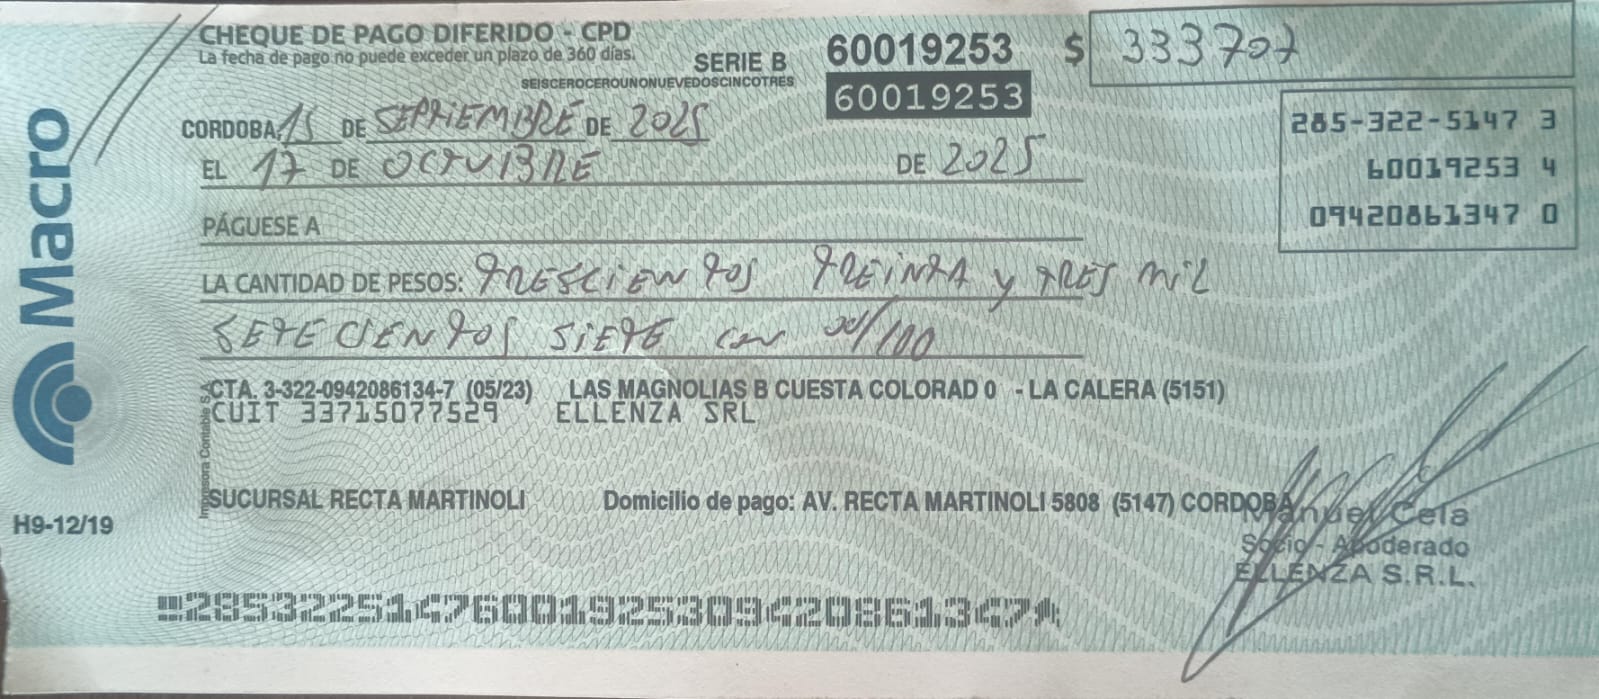 CHEQUE DE PAGO DIFERIDO - CPD
La fecha de pago no puede exceder un plazo de 360 días.
SERIE B
60019253
$ 333707
SEISCEROCEROUNONUEVEDOSCINCOTRES
60019253
CORDOBA, 15 DE SEPTIEMBRE DE 2025
EL 17 DE OCTUBRE DE 2025
285-322-5147 3
60019253 4
09420861347 0
PÁGUESE A
LA CANTIDAD DE PESOS: TRESCIENTOS TREINTA Y TRES MIL
SETECIENTOS SIETE CON 00/100
CTA. 3-322-0942086134-7 (05/23) LAS MAGNOLIAS B CUESTA COLORAD 0 - LA CALERA (5151)
CUIT 33715077529 ELLENZA SRL
SUCURSAL RECTA MARTINOLI Domicilio de pago: AV. RECTA MARTINOLI 5808 (5147) CORDOBA
Manuel Cela
Socio - Apoderado
ELLENZA S.R.L.
Macro
H9-12/19
Impresora Contable S.A.
28532251476001925309420861347